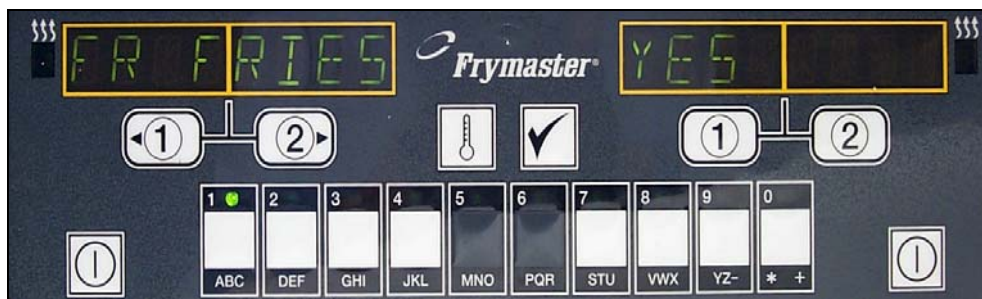 FR FRIES
Frymaster®
YES
1 2
1 2
1 2 3 4 5 6 7 8 9 0
ABC DEF GHI JKL MNO PQR STU VWX YZ- * +